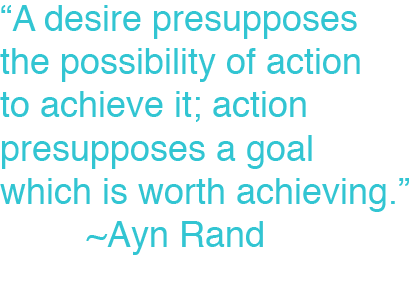 “A desire presupposes
the possibility of action
to achieve it; action
presupposes a goal
which is worth achieving.”
~Ayn Rand